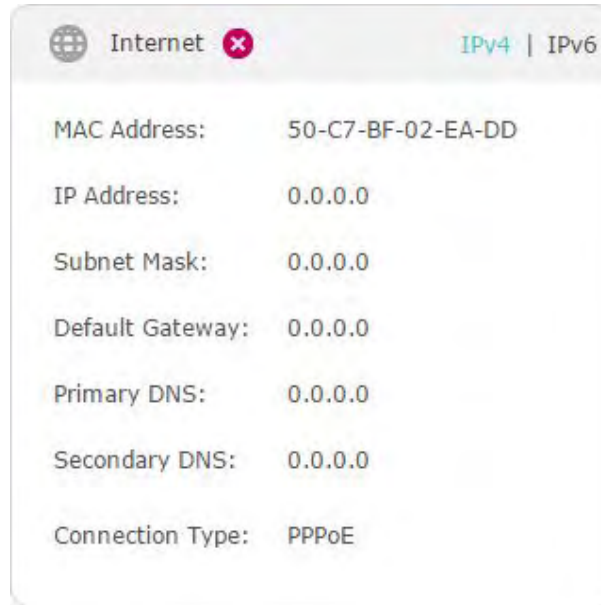 Internet IPv4 | IPv6
MAC Address: 50-C7-BF-02-EA-DD
IP Address: 0.0.0.0
Subnet Mask: 0.0.0.0
Default Gateway: 0.0.0.0
Primary DNS: 0.0.0.0
Secondary DNS: 0.0.0.0
Connection Type: PPPoE